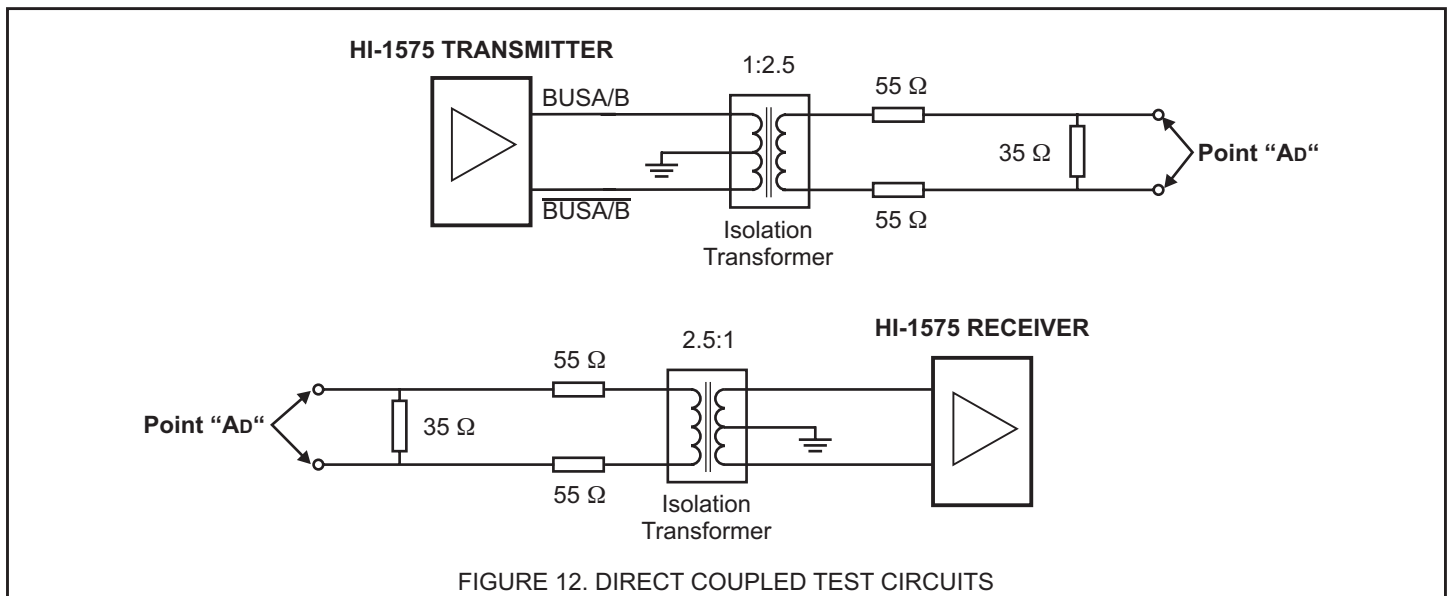 HI-1575 TRANSMITTER
1:2.5
BUSA/B
BUSA/B
55 Ω
55 Ω
35 Ω
Point “AD“
Isolation
Transformer
HI-1575 RECEIVER
2.5:1
55 Ω
55 Ω
35 Ω
Point “AD“
Isolation
Transformer
FIGURE 12. DIRECT COUPLED TEST CIRCUITS